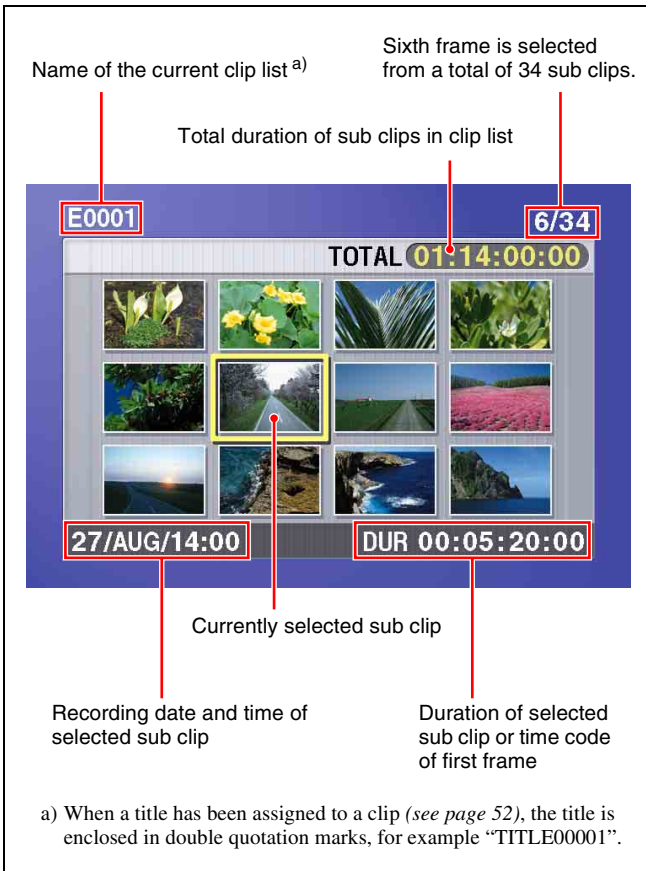 Name of the current clip list a)
Sixth frame is selected
from a total of 34 sub clips.
Total duration of sub clips in clip list
E0001
6/34
TOTAL 01:14:00:00
27/AUG/14:00
DUR 00:05:20:00
Currently selected sub clip
Recording date and time of
selected sub clip
Duration of selected
sub clip or time code
of first frame
a) When a title has been assigned to a clip (see page 52), the title is
enclosed in double quotation marks, for example “TITLE00001”.